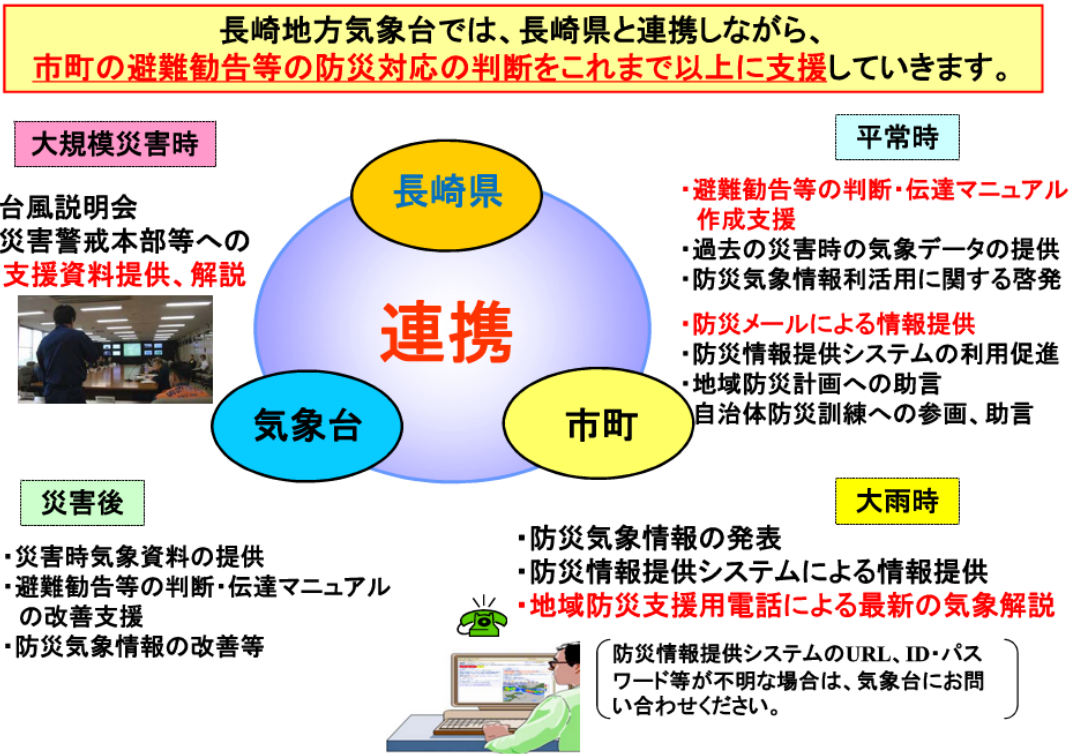 長崎地方気象台では、長崎県と連携しながら、
市町の避難勧告等の防災対応の判断をこれまで以上に支援していきます。
大規模災害時
台風説明会
災害警戒本部等への
支援資料提供、解説
長崎県
連携
気象台
市町
平常時
・避難勧告等の判断・伝達マニュアル
作成支援
・過去の災害時の気象データの提供
・防災気象情報利活用に関する啓発
・防災メールによる情報提供
・防災情報提供システムの利用促進
・地域防災計画への助言
自治体防災訓練への参画、助言
災害後
・災害時気象資料の提供
・避難勧告等の判断・伝達マニュアル
の改善支援
・防災気象情報の改善等
大雨時
・防災気象情報の発表
・防災情報提供システムによる情報提供
・地域防災支援用電話による最新の気象解説
防災情報提供システムのURL、ID・パス
ワード等が不明な場合は、気象台にお問
い合わせください。